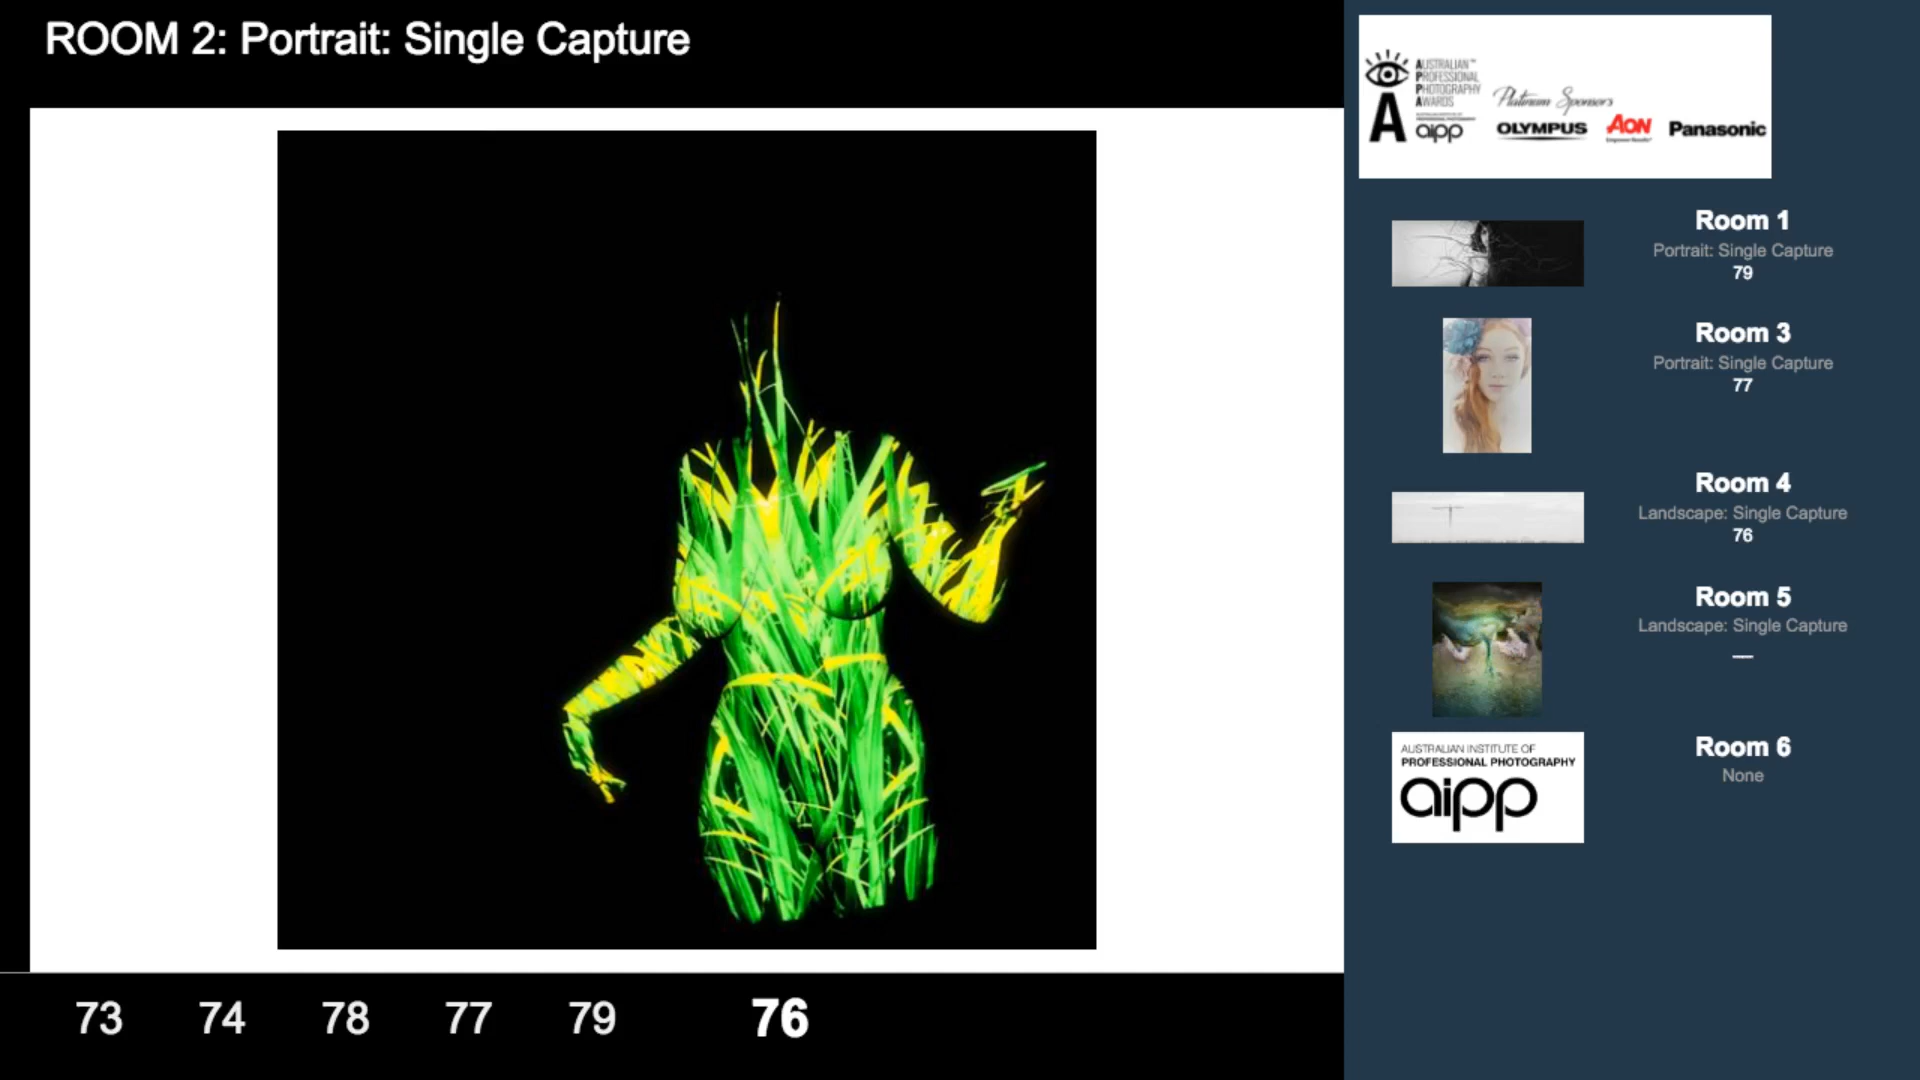 ROOM 2: Portrait: Single Capture
AUSTRALIAN™
PROFESSIONAL
PHOTOGRAPHY
AWARDS
A
aipp
Platinum Sponsors
OLYMPUS
AON
Panasonic
Room 1
Portrait: Single Capture
79
Room 3
Portrait: Single Capture
77
Room 4
Landscape: Single Capture
76
Room 5
Landscape: Single Capture
—
AUSTRALIAN INSTITUTE OF
PROFESSIONAL PHOTOGRAPHY
aipp
Room 6
None
73 74 78 77 79 76